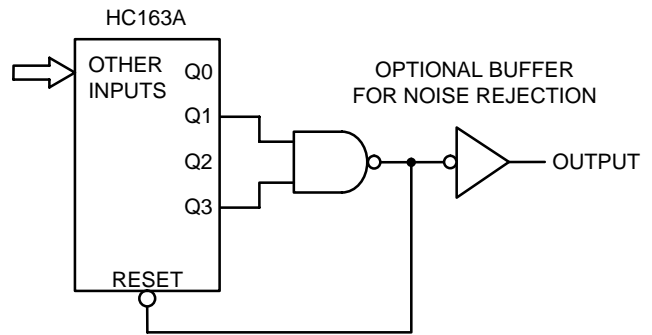 HC163A
OTHER
INPUTS
Q0
Q1
Q2
Q3
RESET
OPTIONAL BUFFER
FOR NOISE REJECTION
OUTPUT